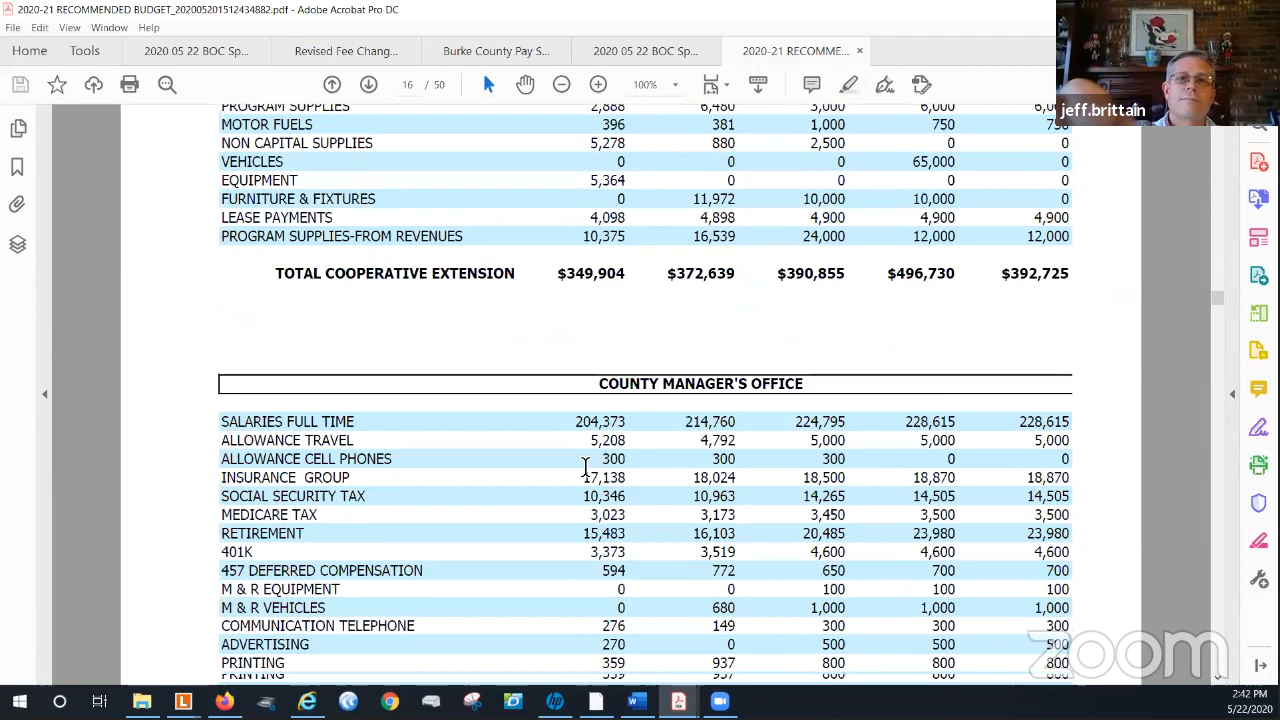 2020-21 RECOMMENDED BUDGET_202005201512434882.pdf - Adobe Acrobat Pro DC
File Edit View Window Help
Home Tools 2020 05 22 BOC Sp... Revised Fee Chang... Burke County Pay S... 2020 05 22 BOC Sp... 2020-21 RECOMME... ×
50 100%
jeff.brittain
PROGRAM SUPPLIES 2,888 6,480 3,000 6,000
MOTOR FUELS 396 381 1,000 750 750
NON CAPITAL SUPPLIES 5,278 880 2,500 0 0
VEHICLES 0 0 0 65,000 0
EQUIPMENT 5,364 0 0 0 0
FURNITURE & FIXTURES 0 11,972 10,000 10,000 0
LEASE PAYMENTS 4,098 4,898 4,900 4,900 4,900
PROGRAM SUPPLIES-FROM REVENUES 10,375 16,539 24,000 12,000 12,000
TOTAL COOPERATIVE EXTENSION $349,904 $372,639 $390,855 $496,730 $392,725
COUNTY MANAGER'S OFFICE
SALARIES FULL TIME 204,373 214,760 224,795 228,615 228,615
ALLOWANCE TRAVEL 5,208 4,792 5,000 5,000 5,000
ALLOWANCE CELL PHONES 300 300 300 0 0
INSURANCE GROUP 17,138 18,024 18,500 18,870 18,870
SOCIAL SECURITY TAX 10,346 10,963 14,265 14,505 14,505
MEDICARE TAX 3,023 3,173 3,450 3,500 3,500
RETIREMENT 15,483 16,103 20,485 23,980 23,980
401K 3,373 3,519 4,600 4,600 4,600
457 DEFERRED COMPENSATION 594 772 650 700 700
M & R EQUIPMENT 0 0 100 100 100
M & R VEHICLES 0 680 1,000 1,000 1,000
COMMUNICATION TELEPHONE 276 149 300 300 300
ADVERTISING 270 0 500 500 500
PRINTING 359 937 800 800 800
PRINTING 359 937 800 800 800
zoom
2:42 PM
5/22/2020